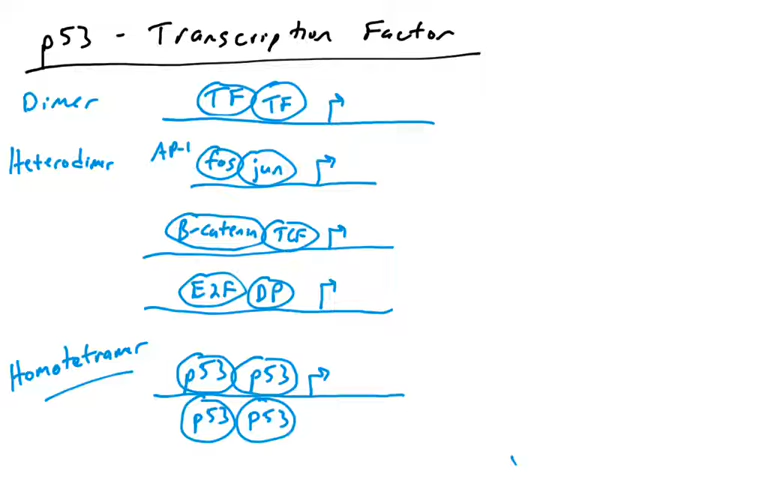 p53 - Transcription Factor
Dimer TF TF
Heterodimer AP-1 fos jun
B-catenin TCF
E2F DP
Homotetramer p53 p53
p53 p53